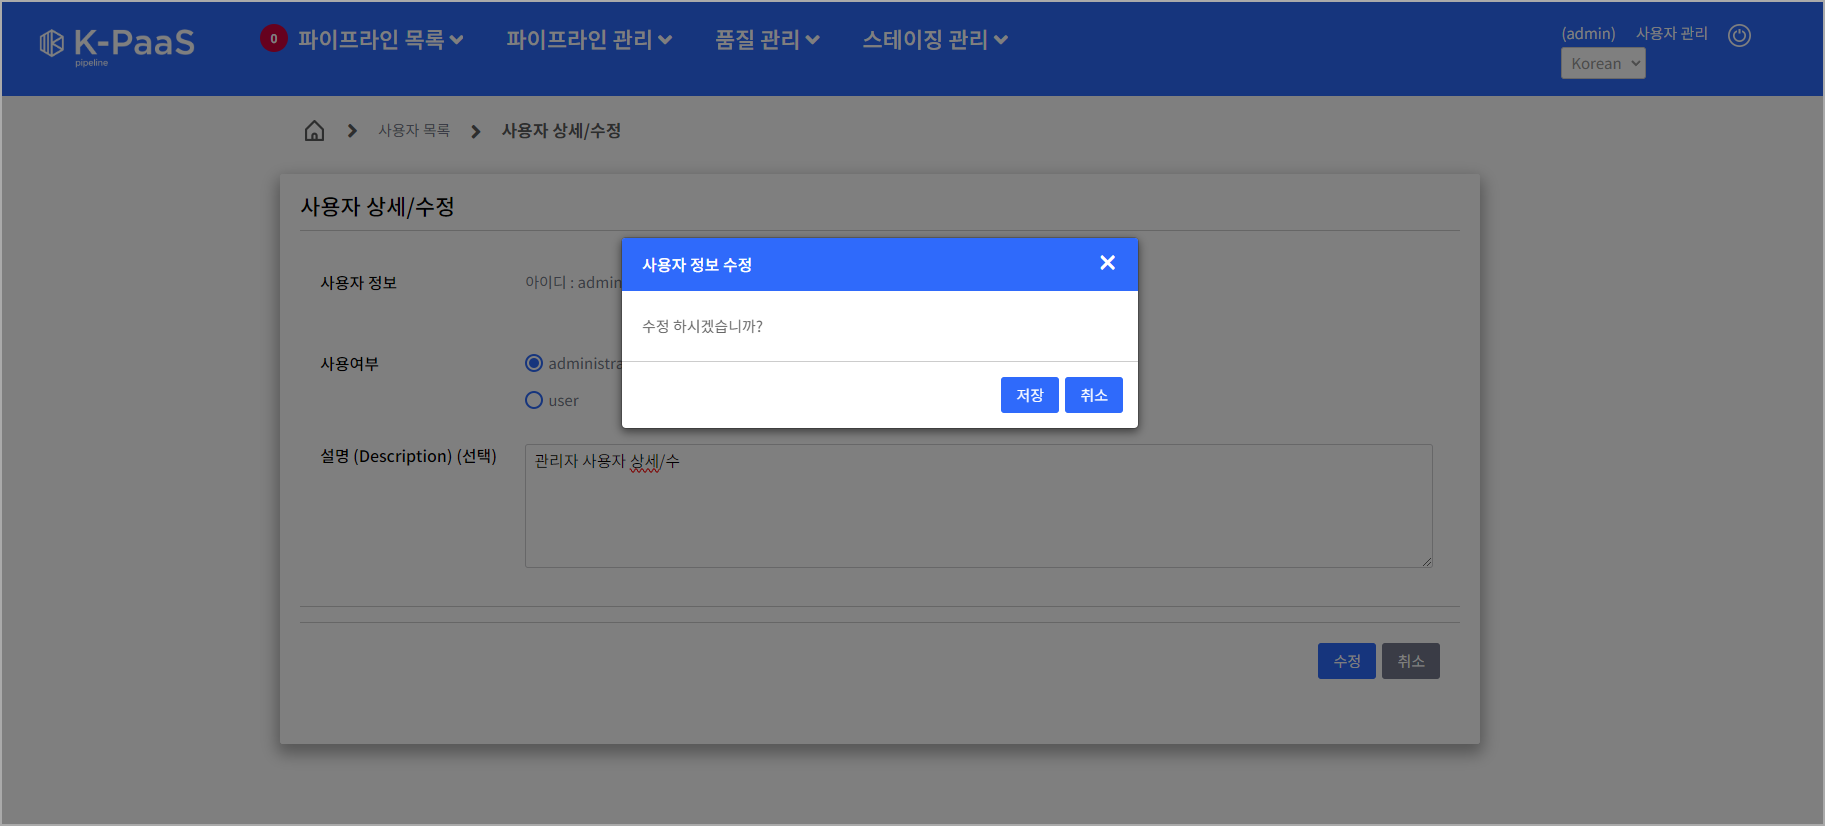 K-PaaS
pipeline
0 파이프라인 목록 파이프라인 관리 품질 관리 스테이징 관리
(admin) 사용자 관리
Korean
사용자 목록 사용자 상세/수정
사용자 상세/수정
사용자 정보 아이디 : admin
사용여부 administra
user
설명 (Description) (선택) 관리자 사용자 상세/수
수정 취소
사용자 정보 수정
수정 하시겠습니까?
저장 취소